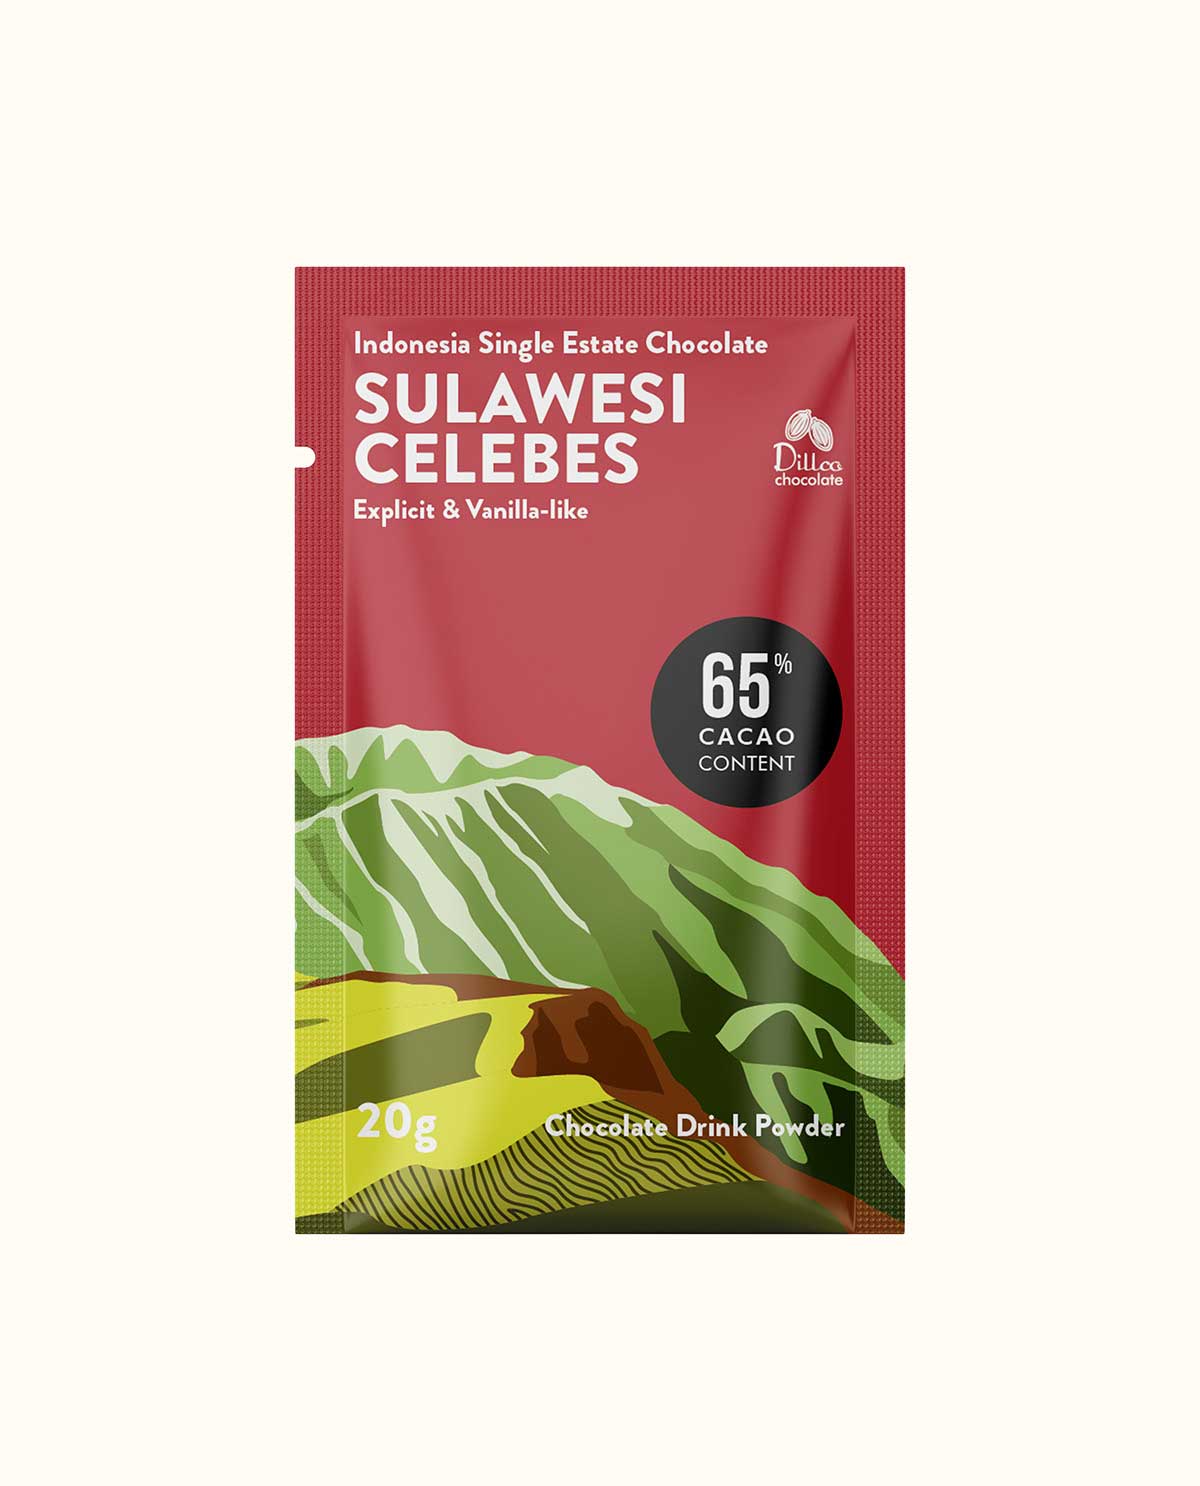 Indonesia Single Estate Chocolate
SULAWESI
CELEBES
Explicit & Vanilla-like
Dillco
chocolate
65%
CACAO
CONTENT
20g
Chocolate Drink Powder